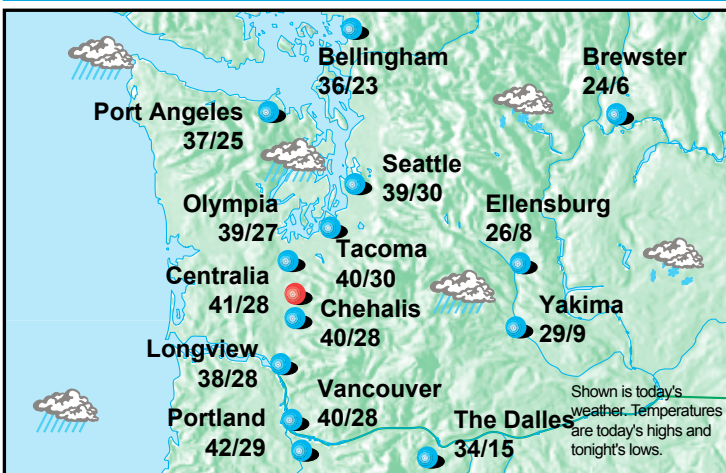 Bellingham
36/23
Brewster
24/6
Port Angeles
37/25
Seattle
39/30
Olympia
39/27
Ellensburg
26/8
Tacoma
40/30
Centralia
41/28
Chehalis
40/28
Yakima
29/9
Longview
38/28
Vancouver
40/28
Portland
42/29
The Dalles
34/15
Shown is today's
weather. Temperatures
are today's highs and
tonight's lows.